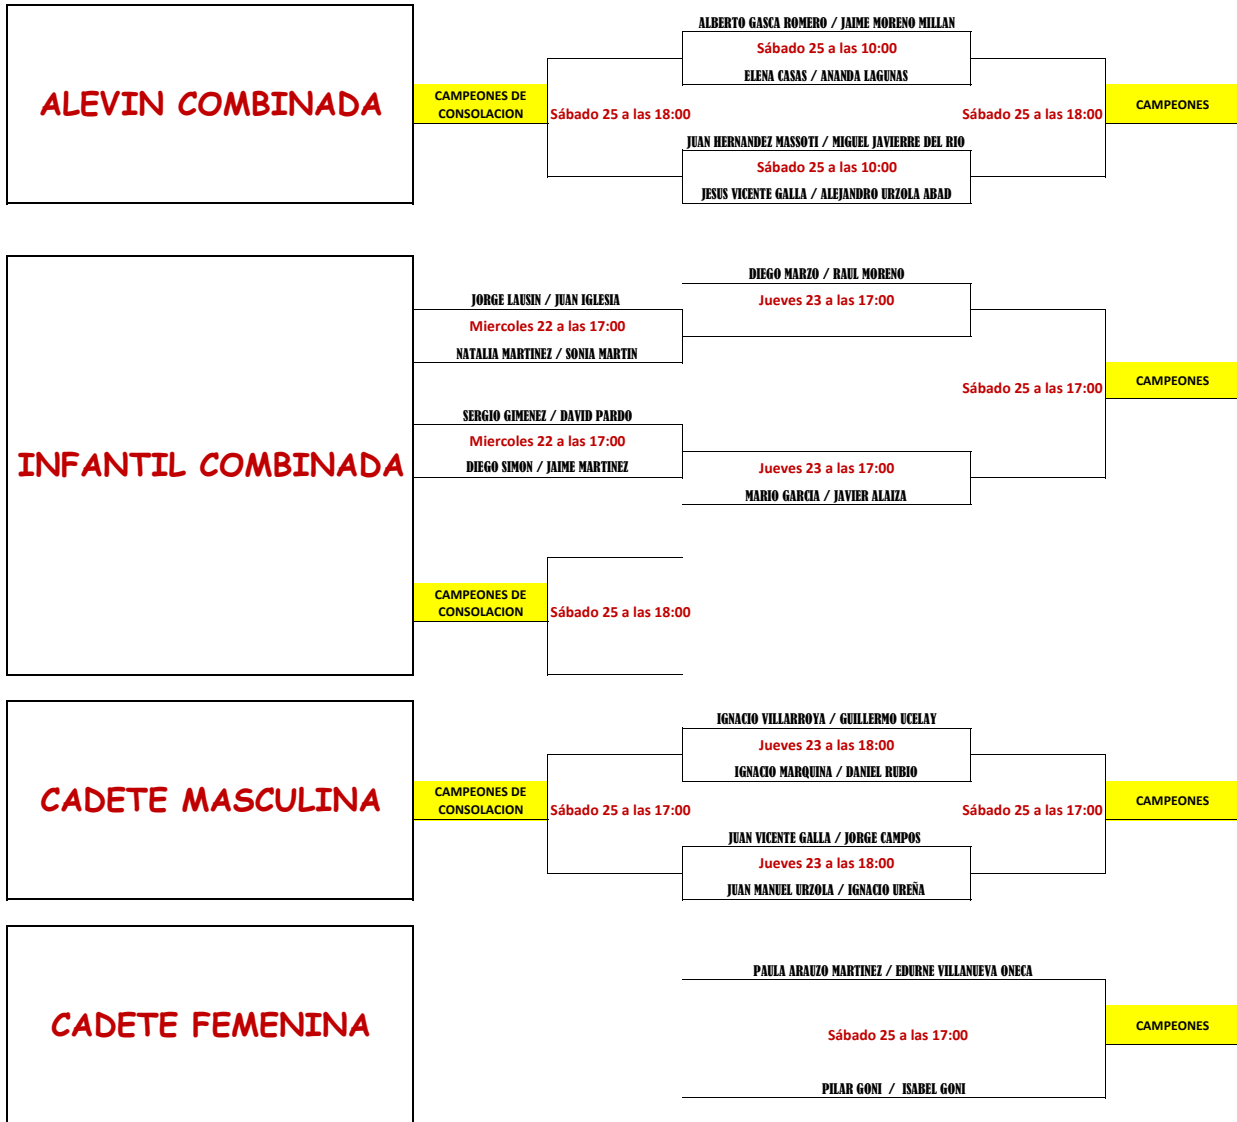 ALBERTO GASCA ROMERO / JAIME MORENO MILLAN
Sábado 25 a las 10:00
ELENA CASAS / ANANDA LAGUNAS
ALEVIN COMBINADA
CAMPEONES DE
CONSOLACION
Sábado 25 a las 18:00
Sábado 25 a las 18:00
CAMPEONES
JUAN HERNANDEZ MASSOTI / MIGUEL JAVIERRE DEL RIO
Sábado 25 a las 10:00
JESUS VICENTE GALLA / ALEJANDRO URZOLA ABAD
INFANTIL COMBINADA
DIEGO MARZO / RAUL MORENO
Jueves 23 a las 17:00
JORGE LAUSIN / JUAN IGLESIA
Miercoles 22 a las 17:00
NATALIA MARTINEZ / SONIA MARTIN
Sábado 25 a las 17:00
CAMPEONES
SERGIO GIMENEZ / DAVID PARDO
Miercoles 22 a las 17:00
DIEGO SIMON / JAIME MARTINEZ
Jueves 23 a las 17:00
MARIO GARCIA / JAVIER ALAIZA
CAMPEONES DE
CONSOLACION
Sábado 25 a las 18:00
IGNACIO VILLARROYA / GUILLERMO UCELAY
Jueves 23 a las 18:00
IGNACIO MARQUINA / DANIEL RUBIO
CADETE MASCULINA
CAMPEONES DE
CONSOLACION
Sábado 25 a las 17:00
Sábado 25 a las 17:00
CAMPEONES
JUAN VICENTE GALLA / JORGE CAMPOS
Jueves 23 a las 18:00
JUAN MANUEL URZOLA / IGNACIO UREÑA
CADETE FEMENINA
PAULA ARAUZO MARTINEZ / EDURNE VILLANUEVA ONECA
Sábado 25 a las 17:00
CAMPEONES
PILAR GONI / ISABEL GONI